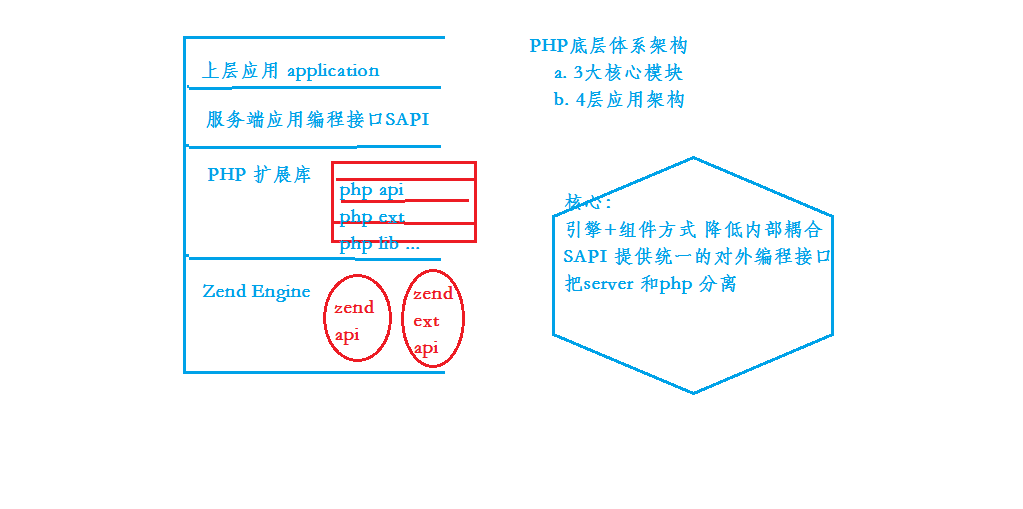 上层应用 application
服务端应用编程接口SAPI
PHP 扩展库
php api
php ext
php lib ...
Zend Engine
zend
api
zend
ext
api
PHP底层体系架构
a. 3大核心模块
b. 4层应用架构
核心：
引擎+组件方式 降低内部耦合
SAPI 提供统一的对外编程接口
把server 和php 分离